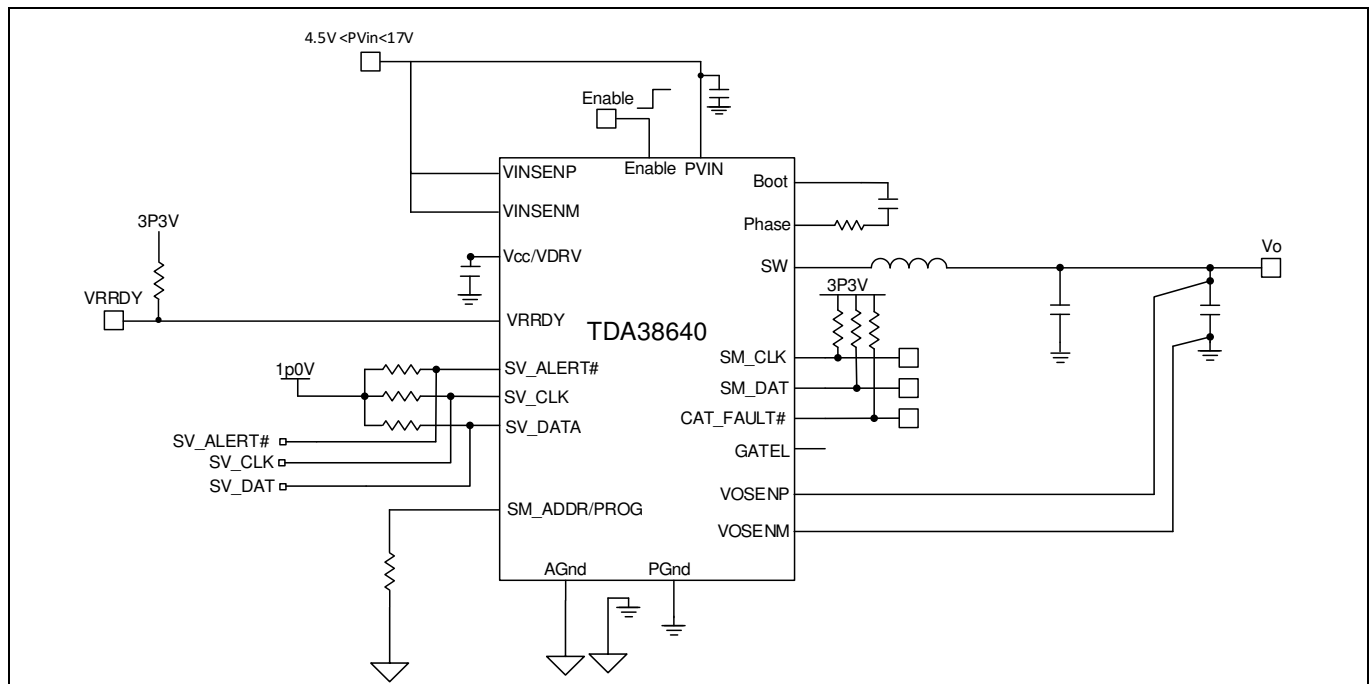 4.5V <PVin<17V
Enable
Enable PVIN
VINSENP
Boot
VINSENM
Phase
3P3V
Vcc/VDRV
SW
Vo
3P3V
VRRDY
VRRDY
TDA38640
SM_CLK
1p0V
SV_ALERT#
SM_DAT
SV_CLK
CAT_FAULT#
SV_DATA
SV_ALERT#
GATEL
SV_CLK
SV_DAT
VOSENP
SM_ADDR/PROG
VOSENM
AGnd
PGnd